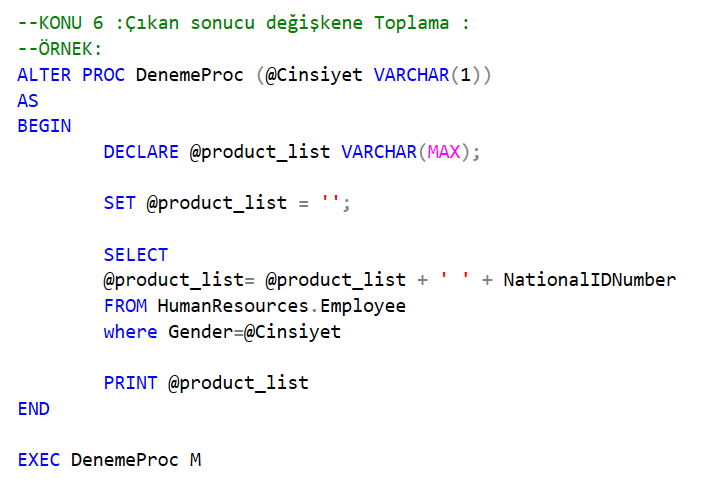 --KONU 6 :Çıkan sonucu değişkene Toplama :
--ÖRNEK:
ALTER PROC DenemeProc (@Cinsiyet VARCHAR(1))
AS
BEGIN
DECLARE @product_list VARCHAR(MAX);
SET @product_list = '';
SELECT
@product_list= @product_list + ' ' + NationalIDNumber
FROM HumanResources.Employee
where Gender=@Cinsiyet
PRINT @product_list
END
EXEC DenemeProc M